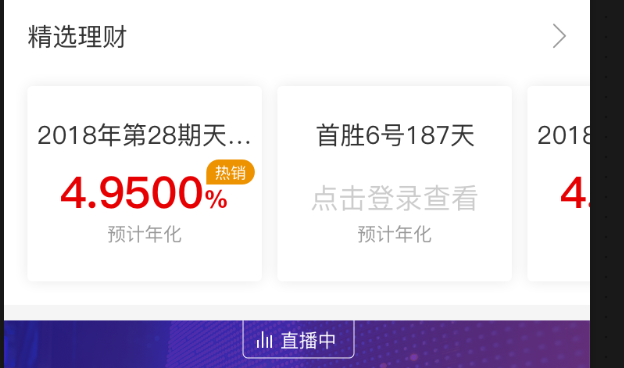 精选理财
2018年第28期天...
热销
4.9500%
预计年化
首胜6号187天
点击登录查看
预计年化
2018
4.
直播中